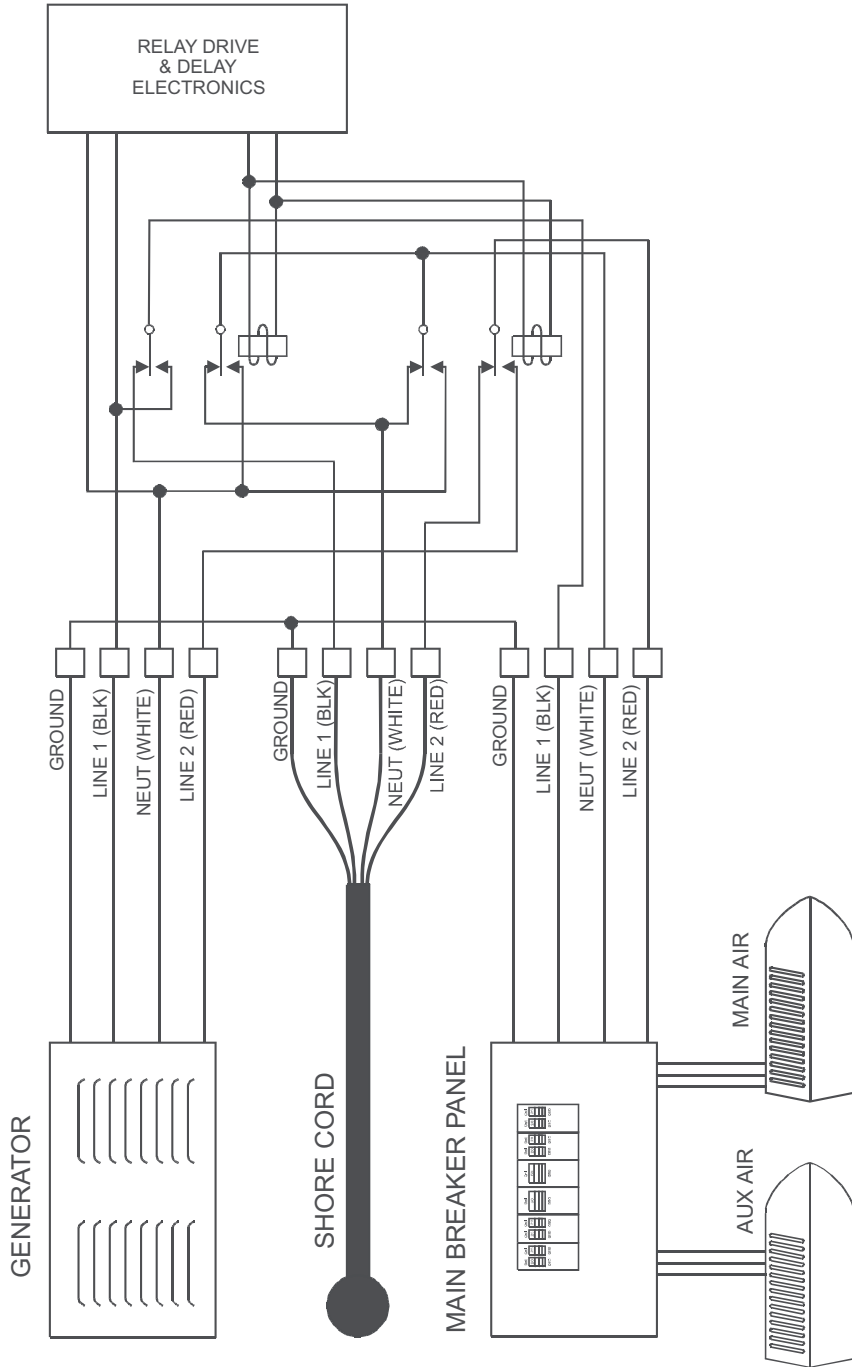 RELAY DRIVE
& DELAY
ELECTRONICS
GROUND
LINE 1 (BLK)
NEUT (WHITE)
LINE 2 (RED)
GROUND
LINE 1 (BLK)
NEUT (WHITE)
LINE 2 (RED)
GROUND
LINE 1 (BLK)
NEUT (WHITE)
LINE 2 (RED)
GENERATOR
SHORE CORD
MAIN BREAKER PANEL
MAIN AIR
AUX AIR